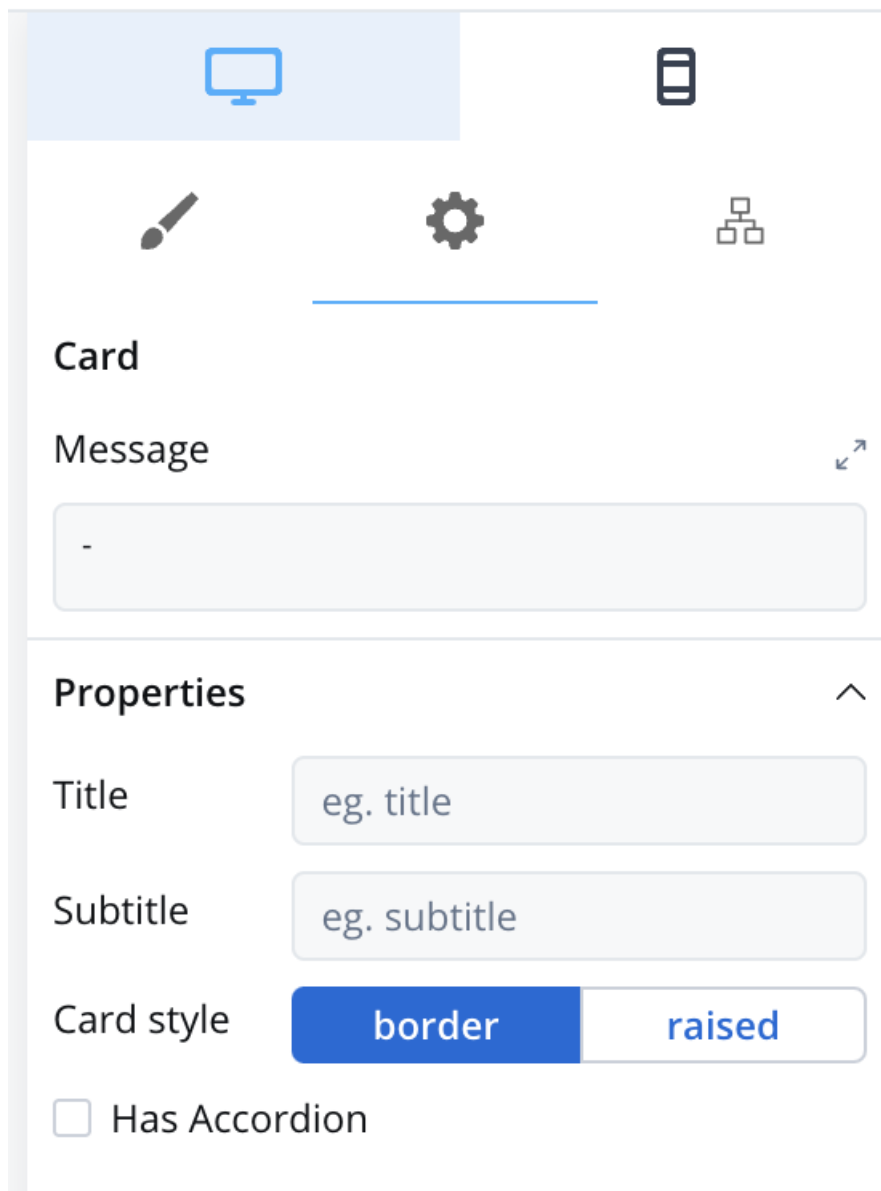 Card
Message
-
Properties
Title eg. title
Subtitle eg. subtitle
Card style border raised
Has Accordion